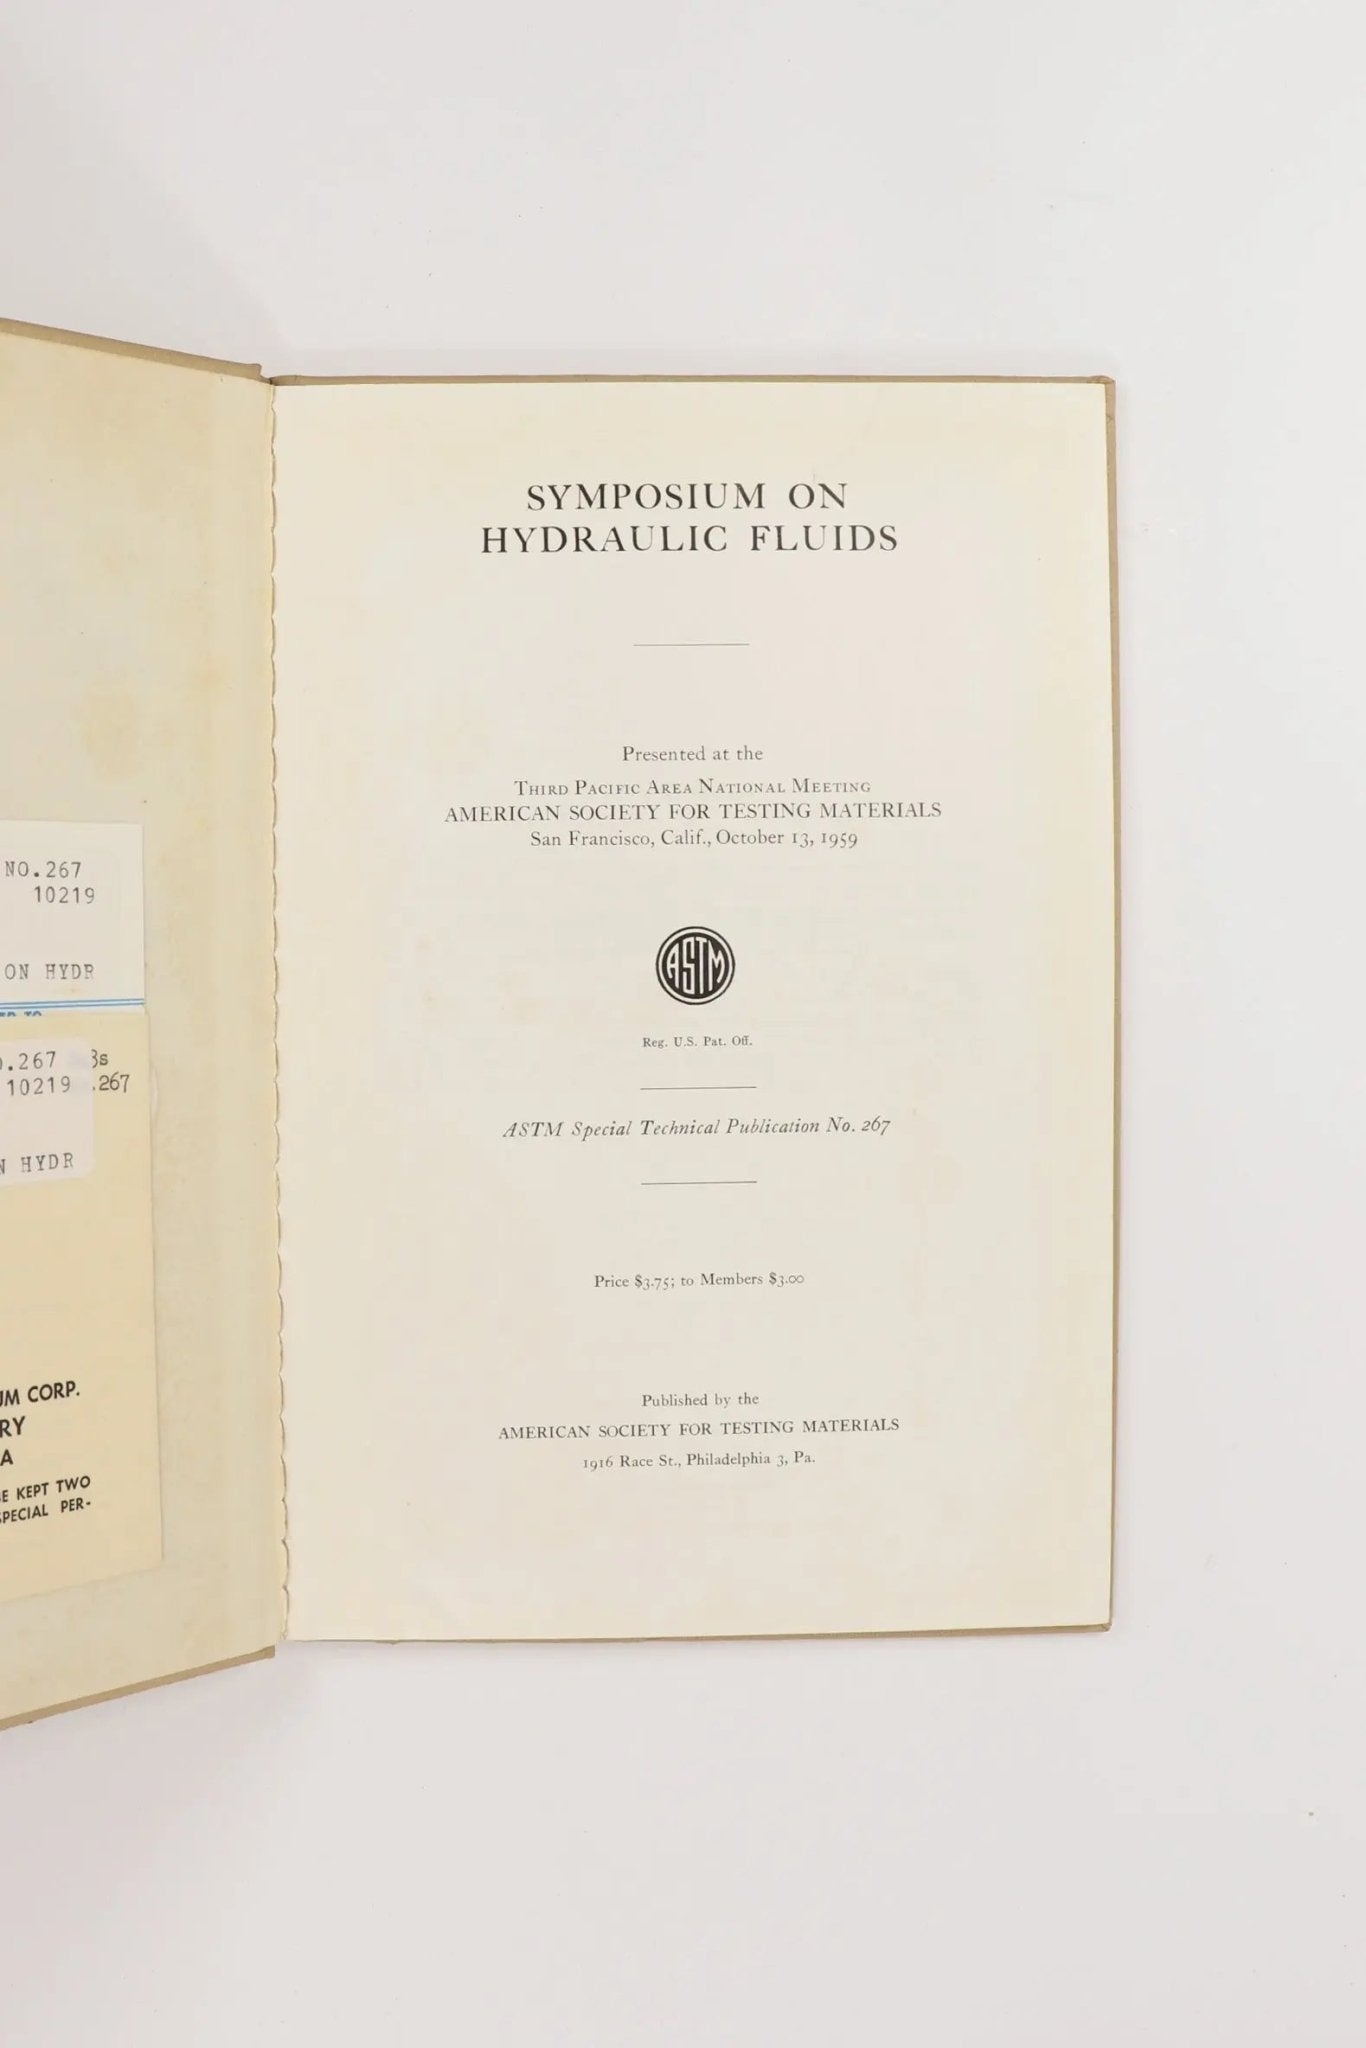 NO.267
10219
ON HYDR
.267
10219
HYDR
3s
.267
UM CORP.
RY
A
E KEPT TWO
SPECIAL PER-
SYMPOSIUM ON
HYDRAULIC FLUIDS
Presented at the
THIRD PACIFIC AREA NATIONAL MEETING
AMERICAN SOCIETY FOR TESTING MATERIALS
San Francisco, Calif., October 13, 1959
ASTM
Reg. U.S. Pat. Off.
ASTM Special Technical Publication No. 267
Price $3.75; to Members $3.00
Published by the
AMERICAN SOCIETY FOR TESTING MATERIALS
1916 Race St., Philadelphia 3, Pa.